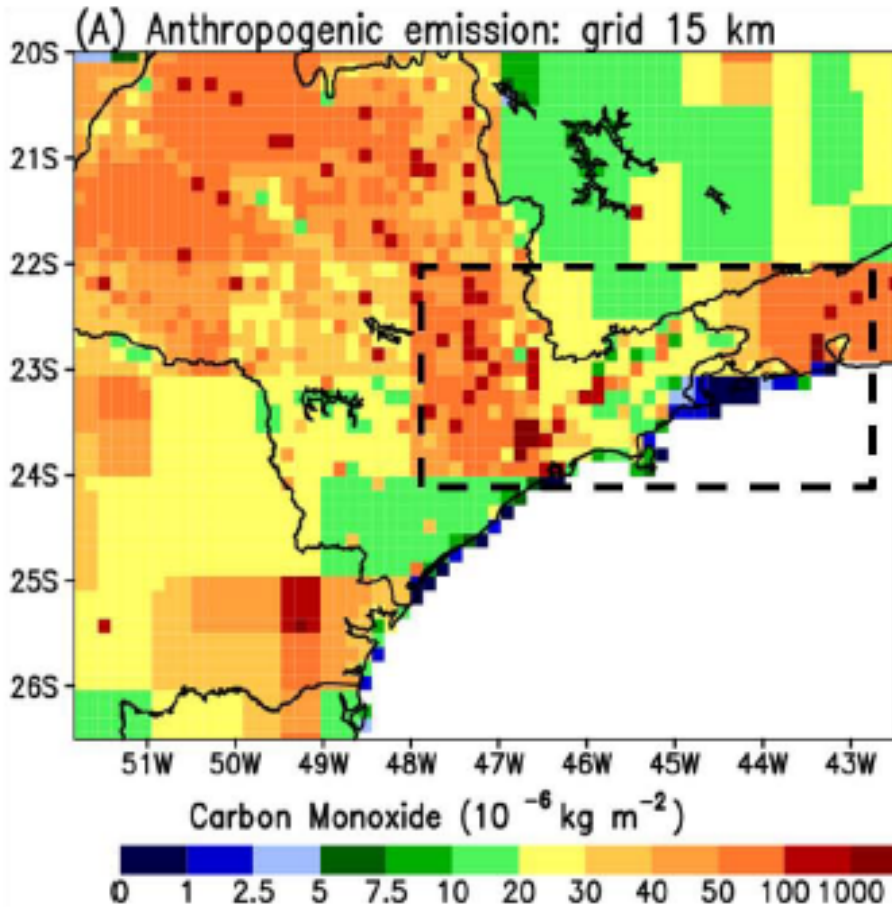 (A) Anthropogenic emission: grid 15 km
20S
21S
22S
23S
24S
25S
26S
51W 50W 49W 48W 47W 46W 45W 44W 43W
Carbon Monoxide (10 ⁻⁶ kg m⁻²)
0 1 2.5 5 7.5 10 20 30 40 50 100 1000